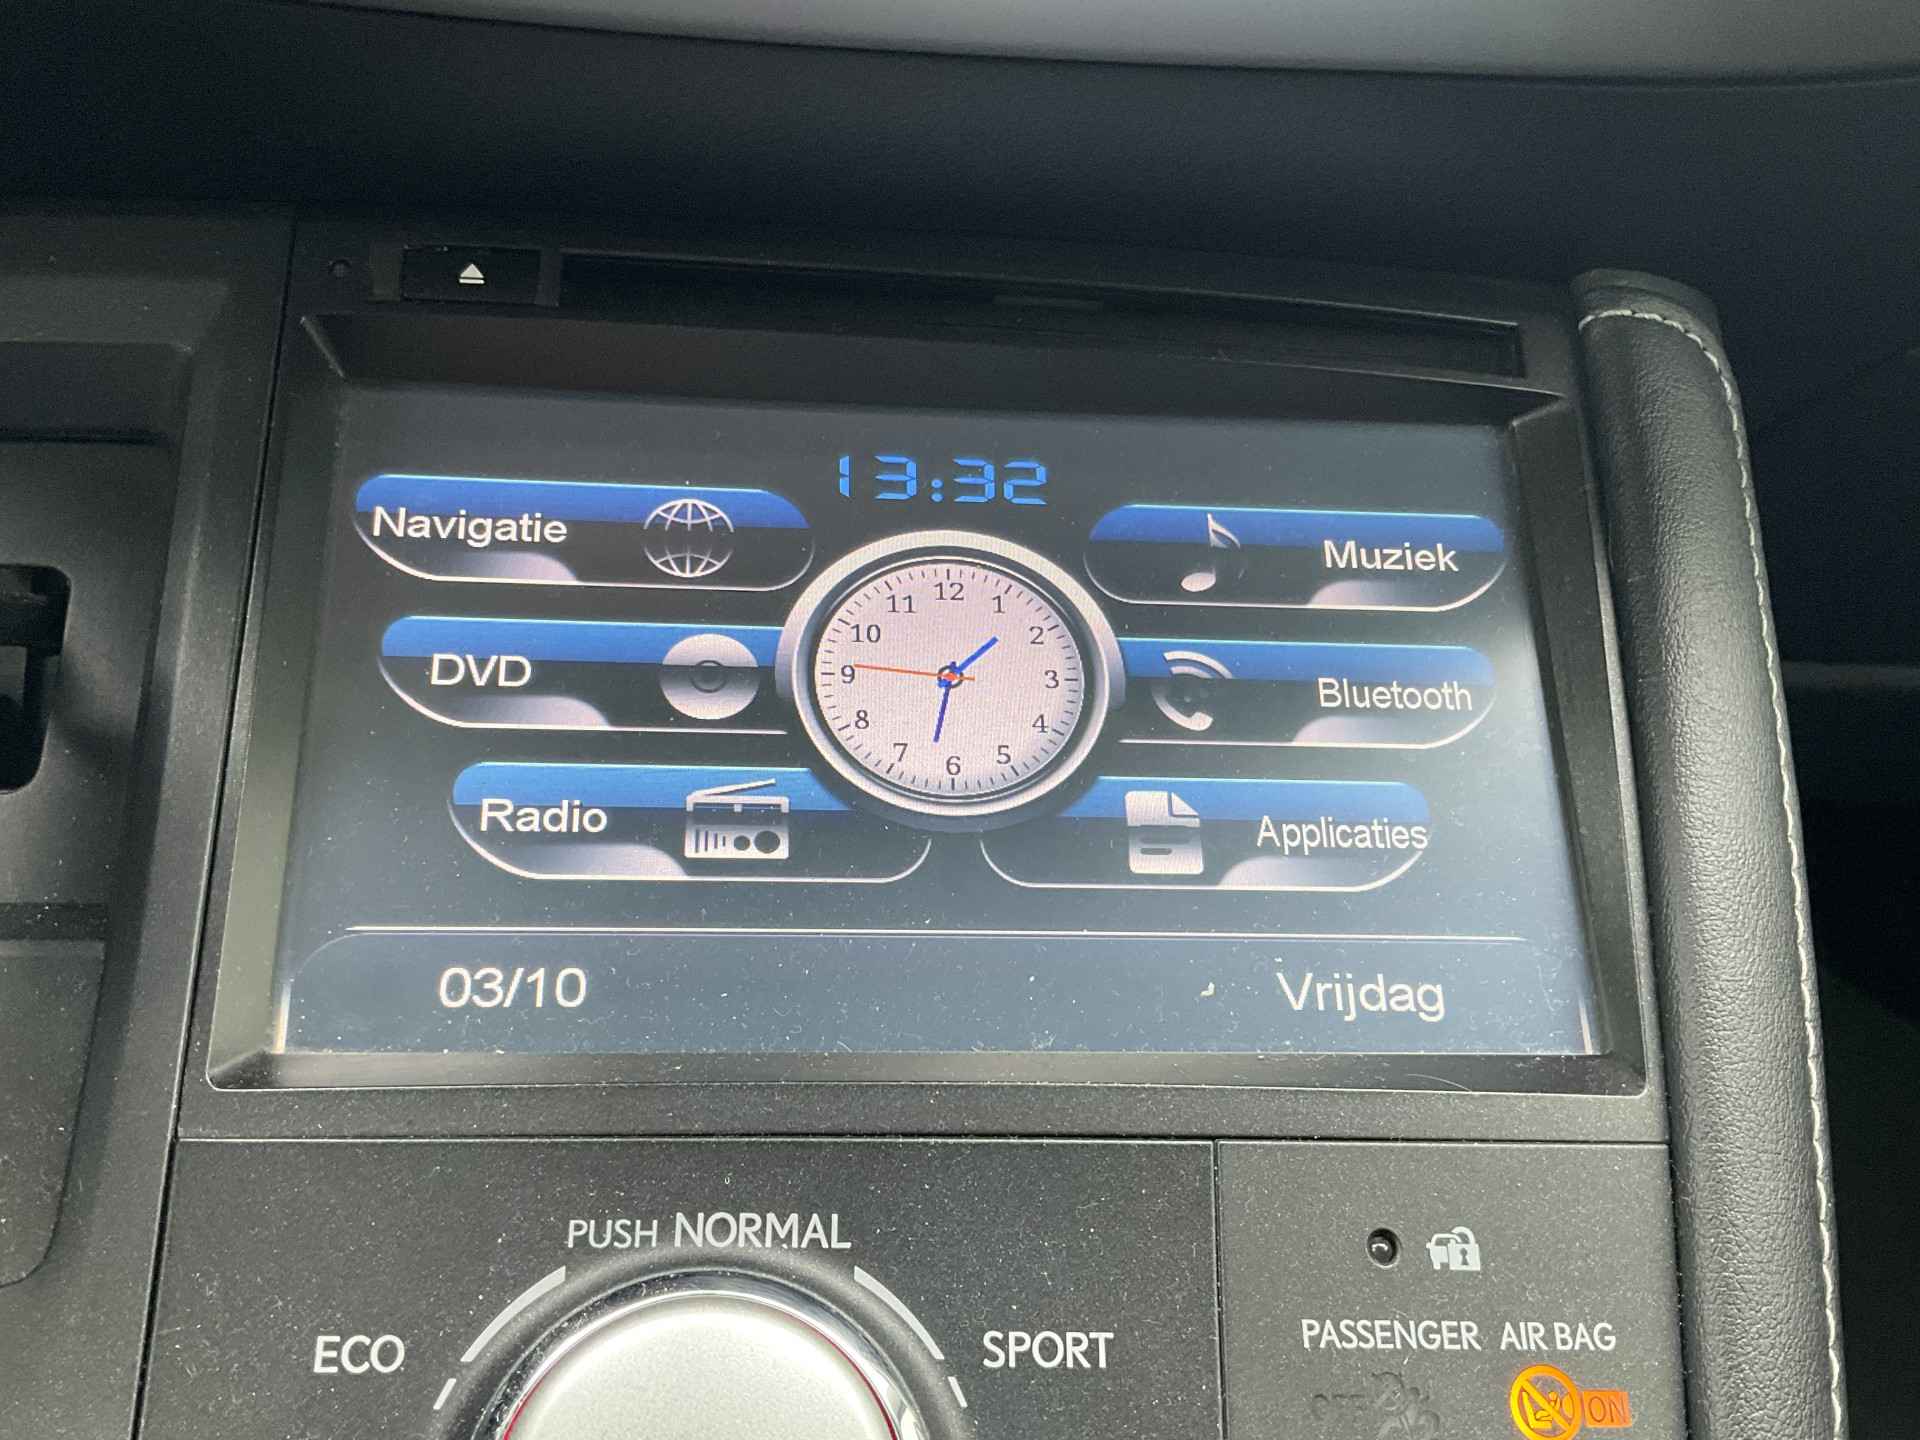 13:32
Navigatie
Muziek
12
11 1
10 2
9 3
8 4
7 5
6
DVD
Bluetooth
Radio
Applicaties
03/10
Vrijdag
PUSH NORMAL
ECO
SPORT
PASSENGER AIR BAG
OFF
ON